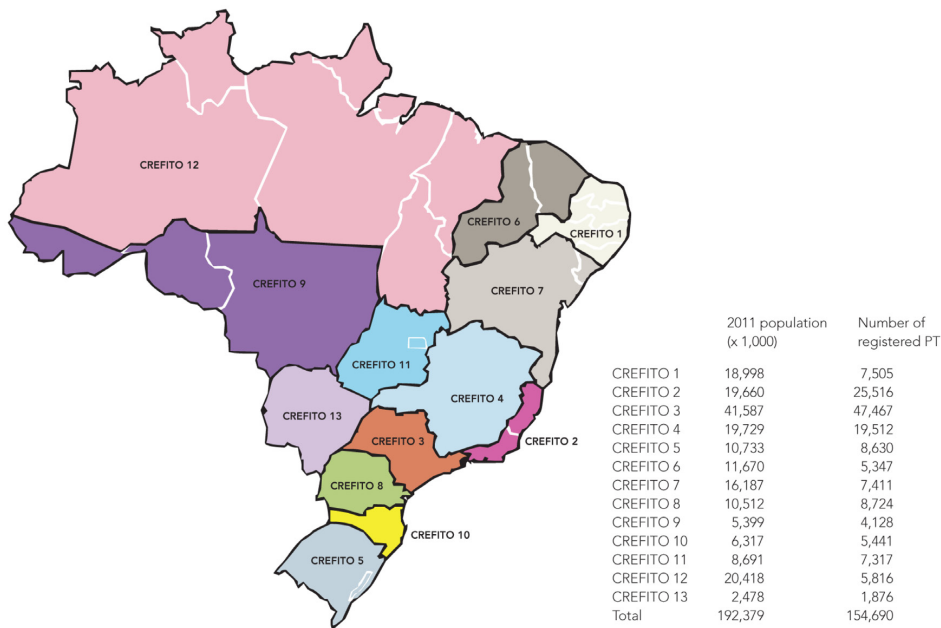 CREFITO 12
CREFITO 6
CREFITO 1
CREFITO 9
CREFITO 7
CREFITO 11
CREFITO 4
CREFITO 13
CREFITO 3
CREFITO 2
CREFITO 8
CREFITO 10
CREFITO 5
2011 population Number of
(x 1,000) registered PT
CREFITO 1 18,998 7,505
CREFITO 2 19,660 25,516
CREFITO 3 41,587 47,467
CREFITO 4 19,729 19,512
CREFITO 5 10,733 8,630
CREFITO 6 11,670 5,347
CREFITO 7 16,187 7,411
CREFITO 8 10,512 8,724
CREFITO 9 5,399 4,128
CREFITO 10 6,317 5,441
CREFITO 11 8,691 7,317
CREFITO 12 20,418 5,816
CREFITO 13 2,478 1,876
Total 192,379 154,690